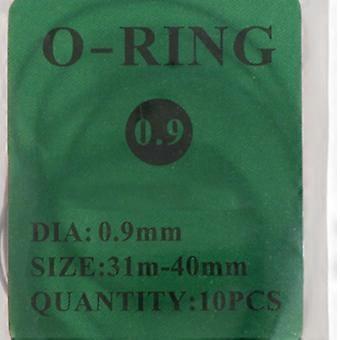 O-RING
0.9
DIA: 0.9mm
SIZE:31m-40mm
QUANTITY:10PCS